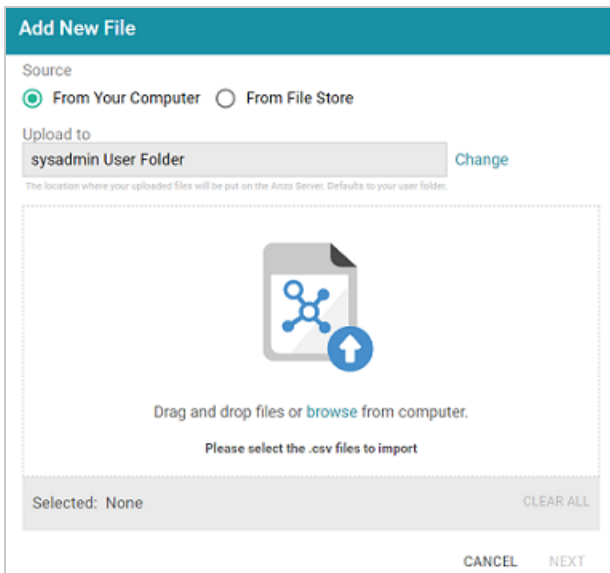 Add New File
Source
From Your Computer From File Store
Upload to
sysadmin User Folder Change
The location where your uploaded files will be put on the Anzo Server. Defaults to your user folder.
Drag and drop files or browse from computer.
Please select the .csv files to import
Selected: None CLEAR ALL
CANCEL NEXT